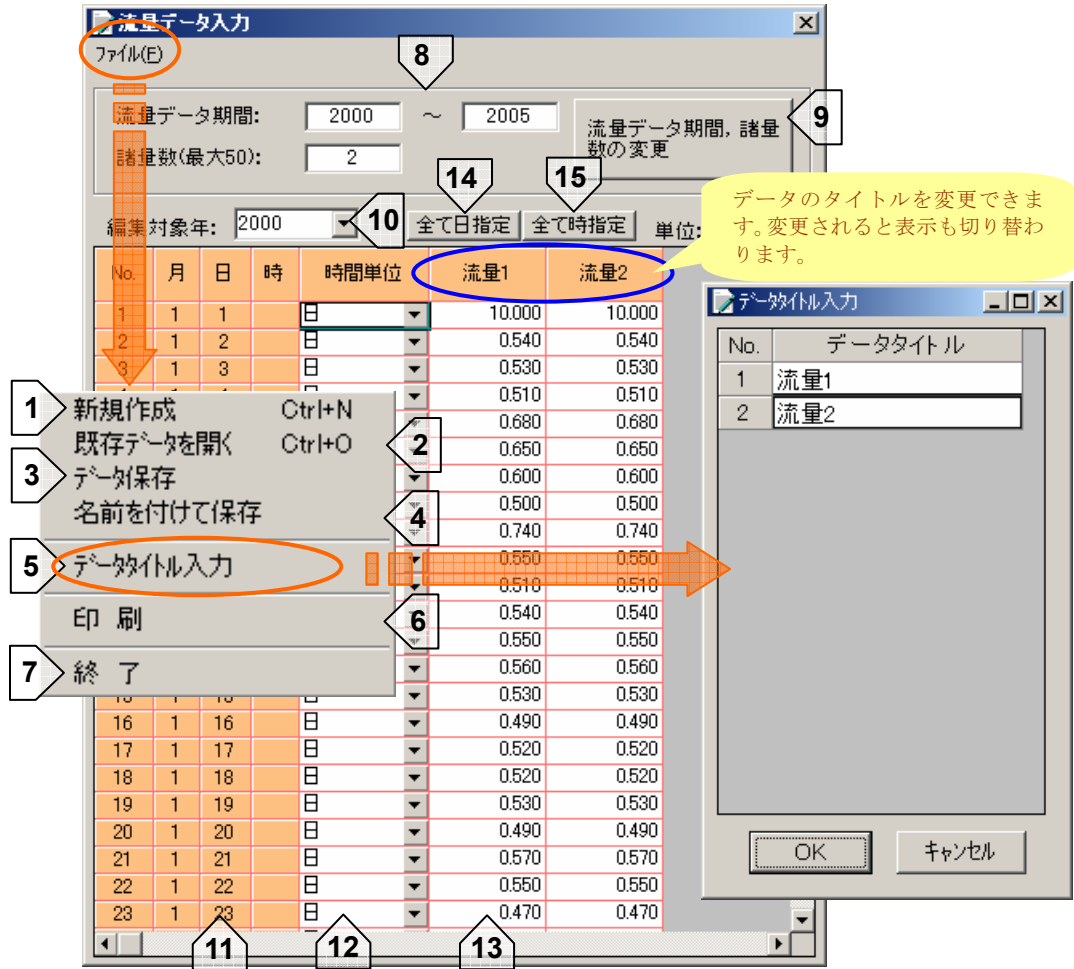 流量データ入力
ファイル(F)
8
流量データ期間: 2000 ～ 2005
流量データ期間, 諸量
数の変更
9
諸量数(最大50): 2
14
15
データのタイトルを変更できま
す。変更されると表示も切り替わ
ります。
編集対象年: 2000
10
全て日指定 全て時指定 単位:
No. 月 日 時 時間単位 流量1 流量2
1 1 1 日 10.000 10.000
2 1 2 日 0.540 0.540
3 1 3 日 0.530 0.530
0.510 0.510
0.680 0.680
0.650 0.650
0.600 0.600
0.500 0.500
0.740 0.740
0.550 0.550
0.510 0.510
0.540 0.540
0.550 0.550
0.560 0.560
15 1 15 日 0.530 0.530
16 1 16 日 0.490 0.490
17 1 17 日 0.520 0.520
18 1 18 日 0.520 0.520
19 1 19 日 0.530 0.530
20 1 20 日 0.490 0.490
21 1 21 日 0.570 0.570
22 1 22 日 0.550 0.550
23 1 23 日 0.470 0.470
11
12
13
1
新規作成 Ctrl+N
既存データを開く Ctrl+O
2
3
データ保存
名前を付けて保存
4
5
データタイトル入力
印 刷
6
7
終 了
データタイトル入力
No. データタイトル
1 流量1
2 流量2
OK キャンセル